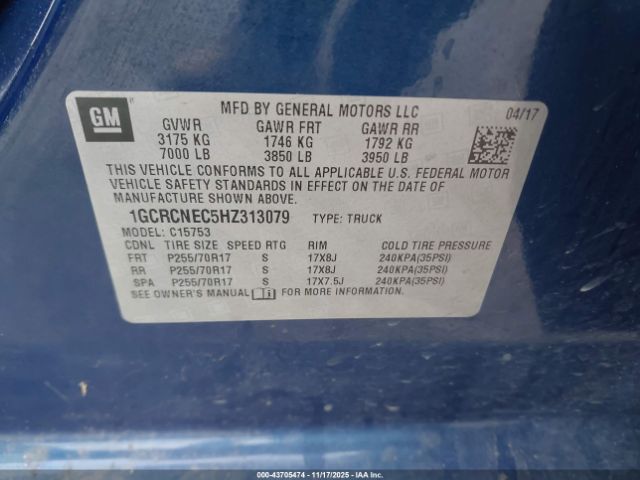 GM
MFD BY GENERAL MOTORS LLC 04/17
GVWR GAWR FRT GAWR RR
3175 KG 1746 KG 1792 KG
7000 LB 3850 LB 3950 LB
THIS VEHICLE CONFORMS TO ALL APPLICABLE U.S. FEDERAL MOTOR
VEHICLE SAFETY STANDARDS IN EFFECT ON THE DATE OF
MANUFACTURE SHOWN ABOVE.
1GCRCNEC5HZ313079 TYPE: TRUCK
MODEL: C15753
CDNL TIRE SIZE SPEED RTG RIM COLD TIRE PRESSURE
FRT P255/70R17 S 17X8J 240KPA(35PSI)
RR P255/70R17 S 17X8J 240KPA(35PSI)
SPA P255/70R17 S 17X7.5J 240KPA(35PSI)
SEE OWNER'S MANUAL FOR MORE INFORMATION.
000-43705474 - 11/17/2025 - IAA Inc.